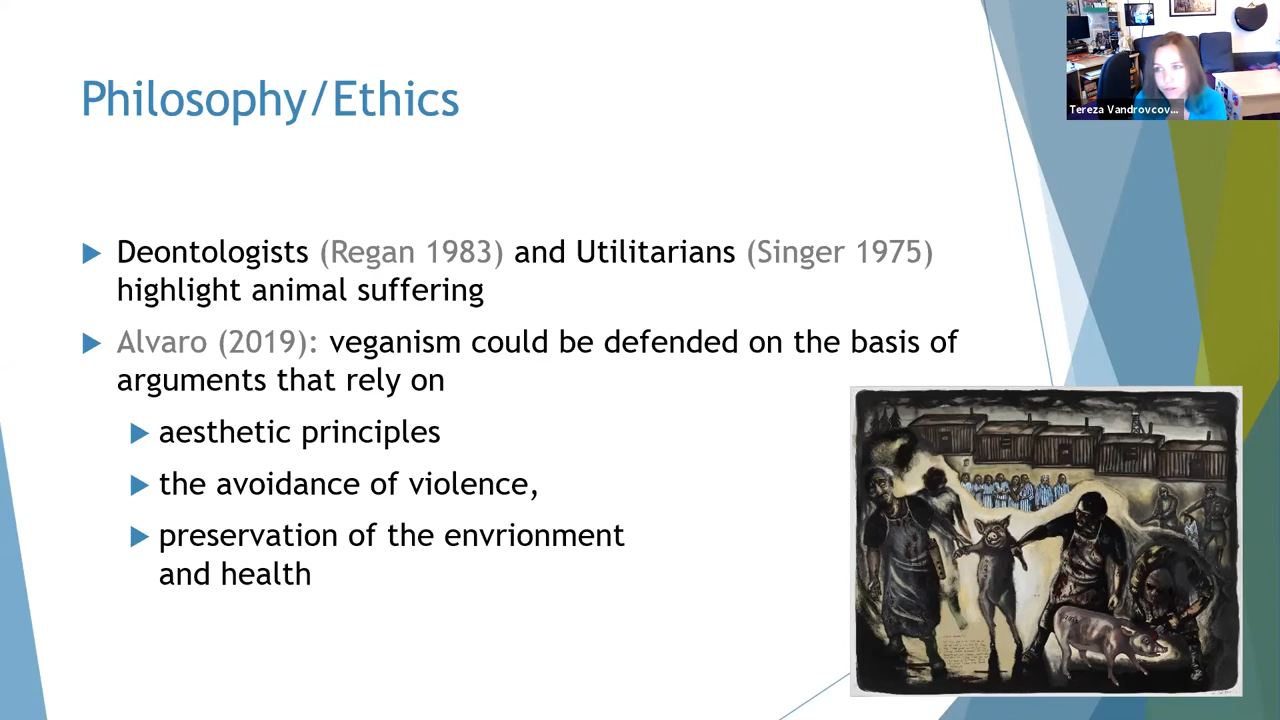 Philosophy/Ethics
Tereza Vandrovcov...
Deontologists (Regan 1983) and Utilitarians (Singer 1975)
highlight animal suffering
Alvaro (2019): veganism could be defended on the basis of
arguments that rely on
aesthetic principles
the avoidance of violence,
preservation of the envrionment
and health